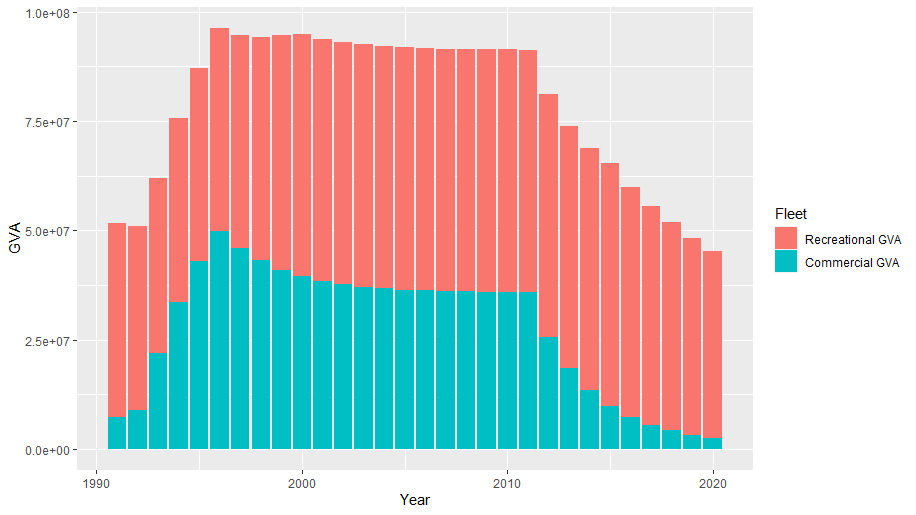 1.0e+08
7.5e+07
5.0e+07
2.5e+07
0.0e+00
GVA
1990
2000
2010
2020
Year
Fleet
Recreational GVA
Commercial GVA